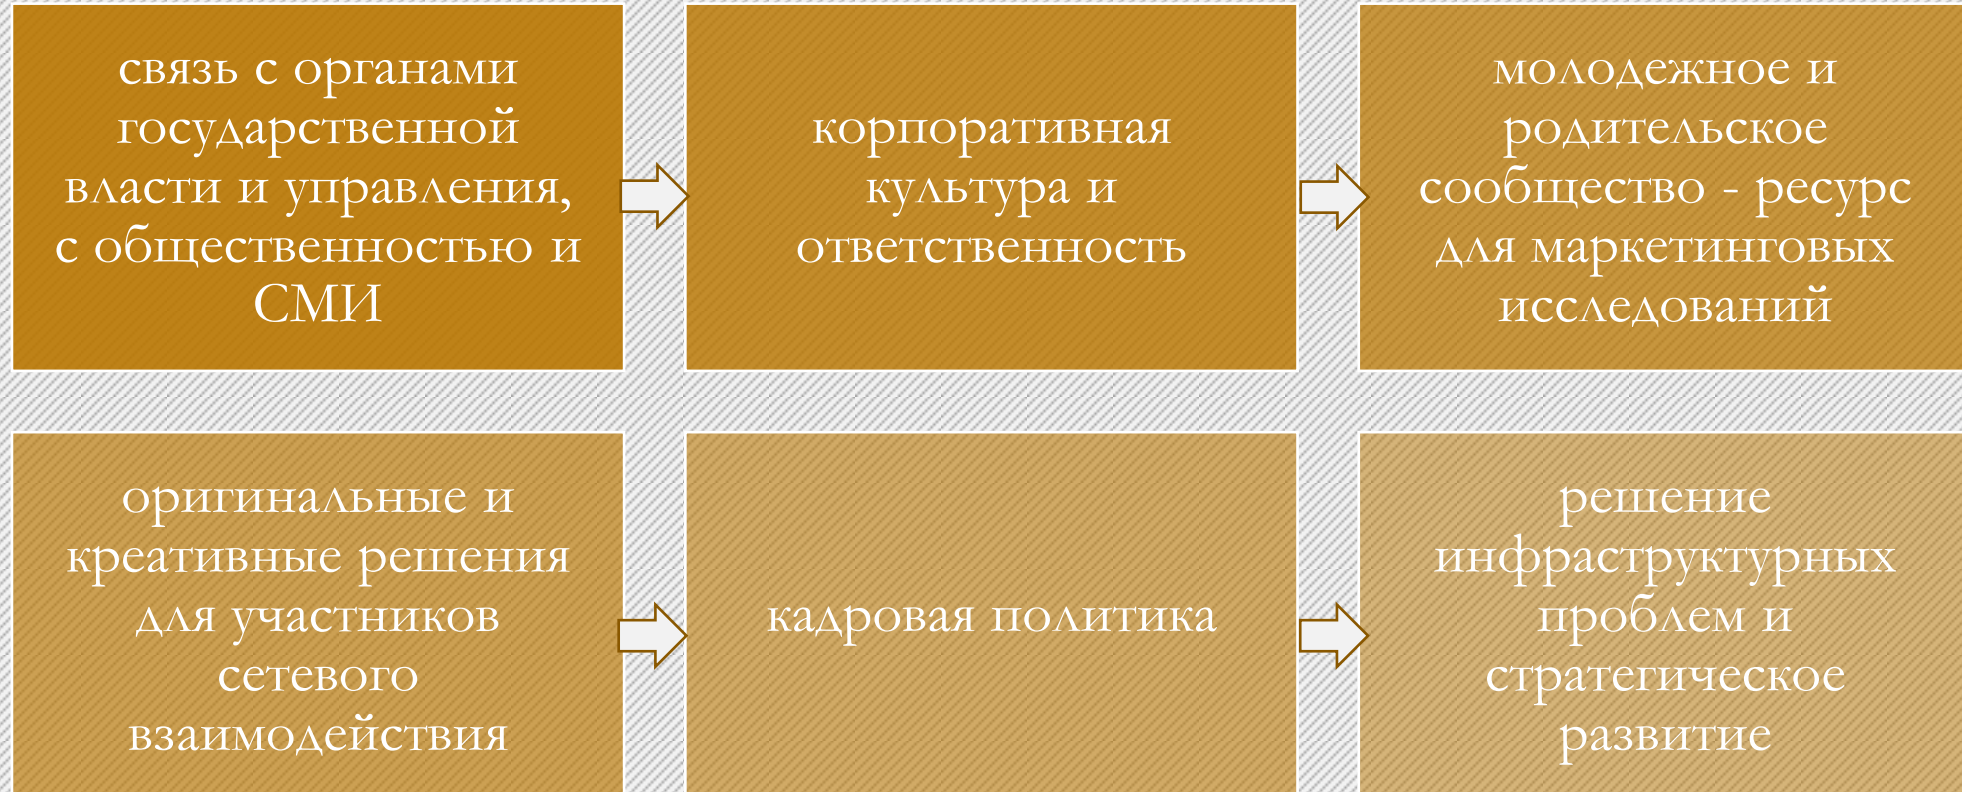 связь с органами
государственной
власти и управления,
с общественностью и
СМИ
корпоративная
культура и
ответственность
молодежное и
родительское
сообщество - ресурс
для маркетинговых
исследований
оригинальные и
креативные решения
для участников
сетевого
взаимодействия
кадровая политика
решение
инфраструктурных
проблем и
стратегическое
развитие